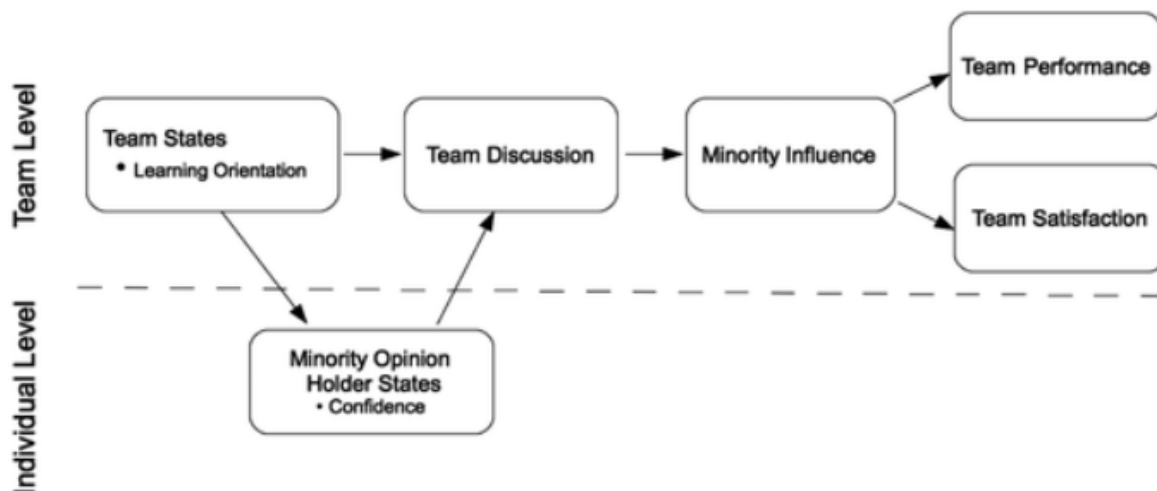 Team Level
Team States
• Learning Orientation
Team Discussion
Minority Influence
Team Performance
Team Satisfaction
Individual Level
Minority Opinion
Holder States
• Confidence